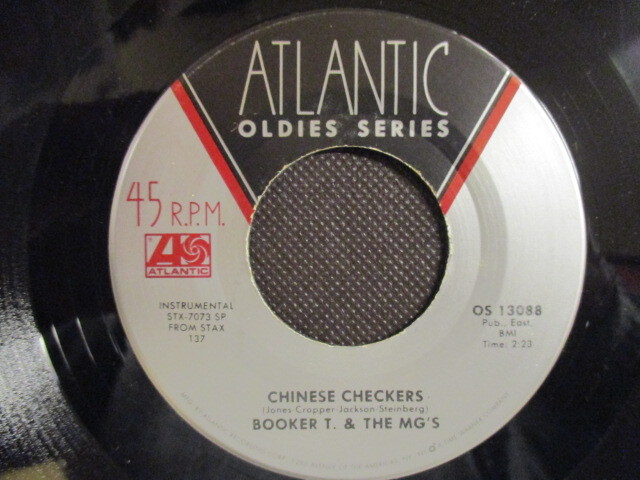 ATLANTIC
OLDIES SERIES
45 R.P.M.
ATLANTIC
INSTRUMENTAL
STX-7073 SP
FROM STAX
137
OS 13088
Pub., East,
BMI
Time: 2:23
CHINESE CHECKERS
(Jones-Cropper-Jackson-Steinberg)
BOOKER T. & THE MG'S